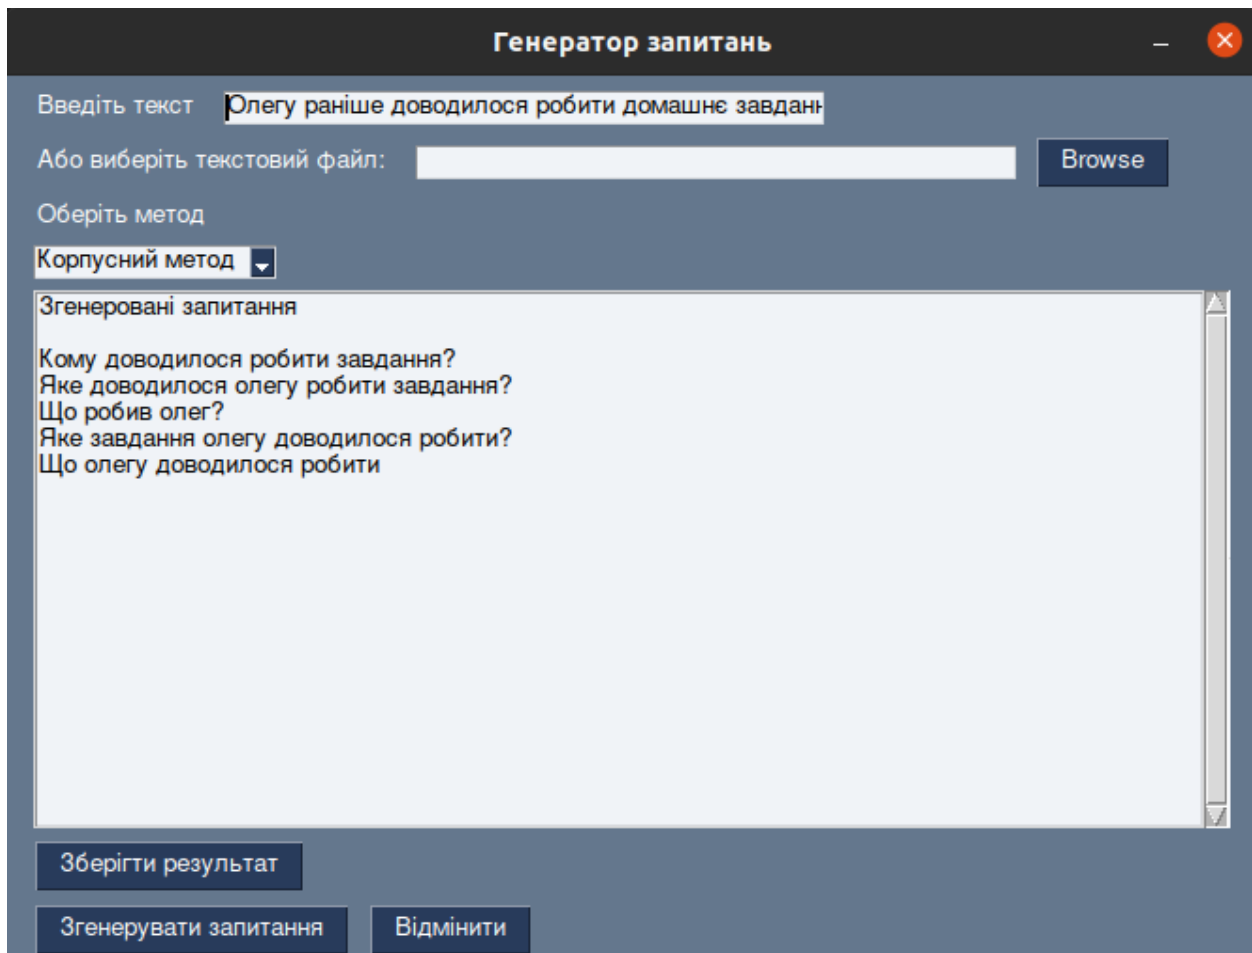 Генератор запитань
Введіть текст Олегу раніше доводилося робити домашнє
Або виберіть текстовий файл: Browse
Оберіть метод
Корпусний метод
Згенеровані запитання
Кому доводилося робити завдання?
Яке доводилося олегу робити завдання?
Що робив олег?
Яке завдання олегу доводилося робити?
Що олегу доводилося робити
Зберігти результат
Згенерувати запитання Відмінити